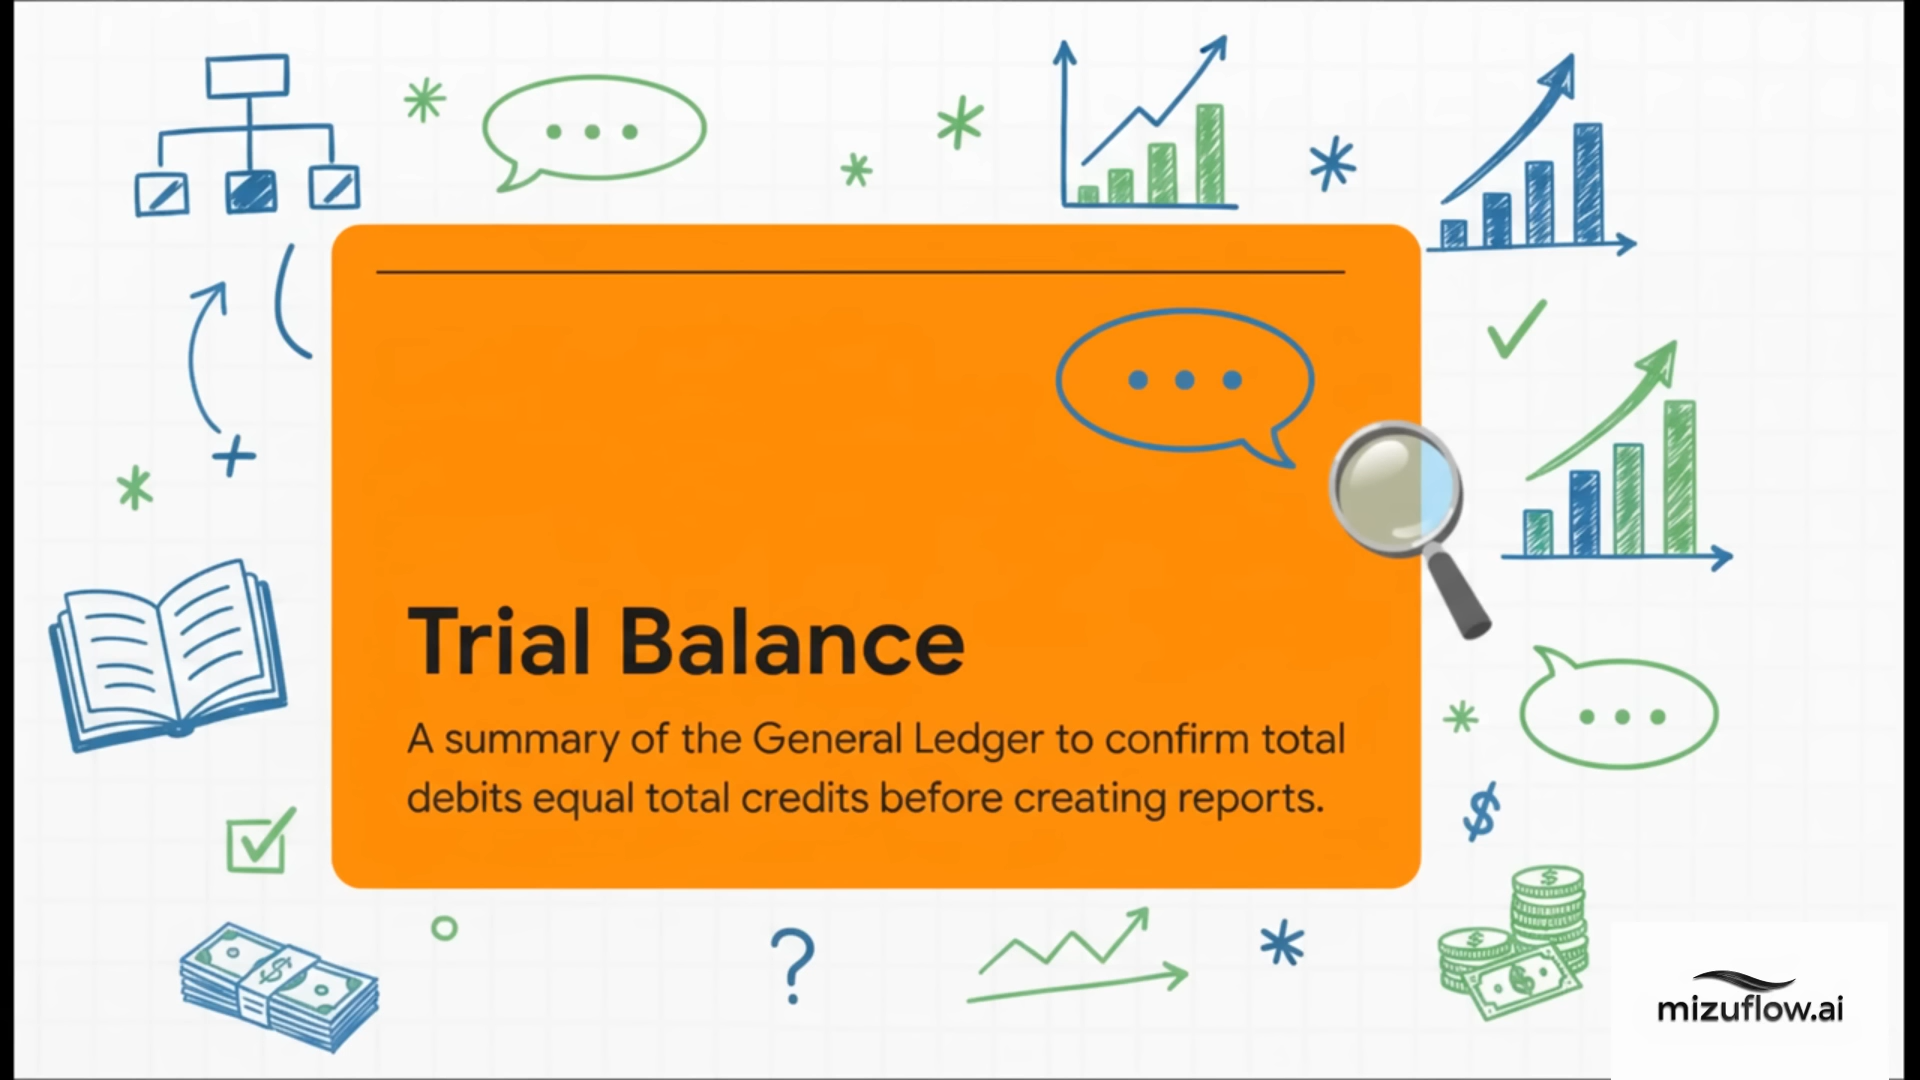 Trial Balance
A summary of the General Ledger to confirm total
debits equal total credits before creating reports.
?
$
$
$
$
$
mizuflow.ai